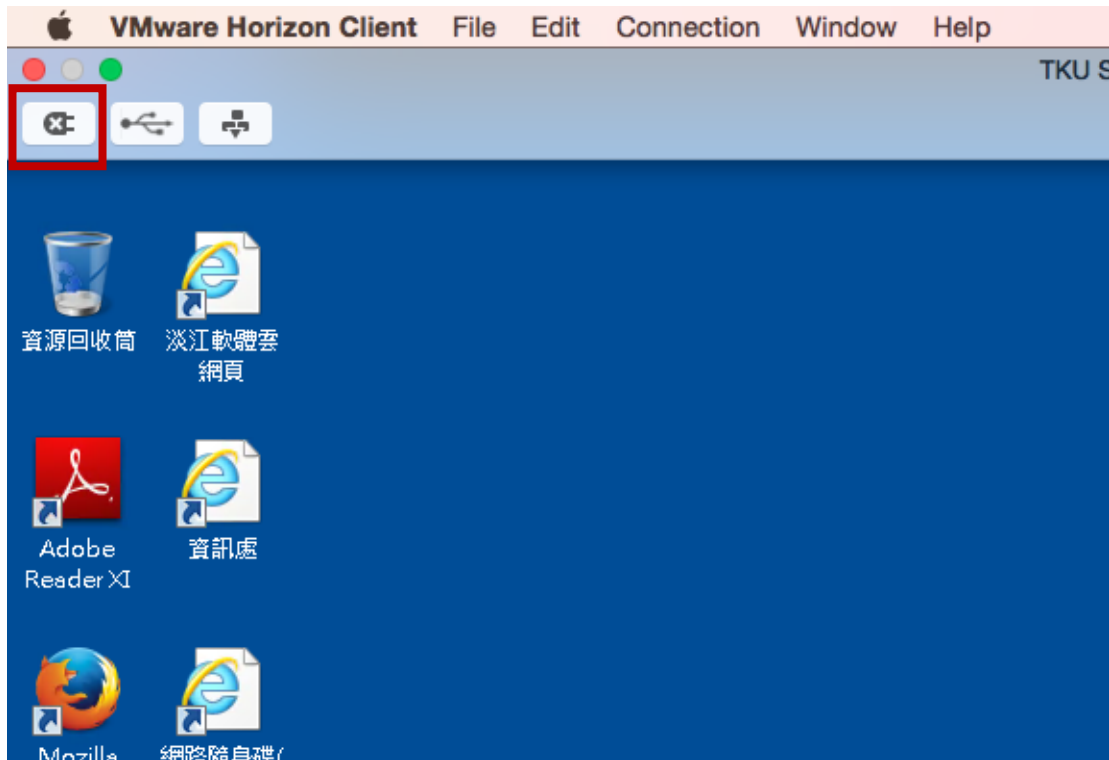 VMware Horizon Client File Edit Connection Window Help
TKU S
資源回收筒
淡江軟體雲
網頁
Adobe
Reader XI
資訊處
Mozilla
網路隨身碟(